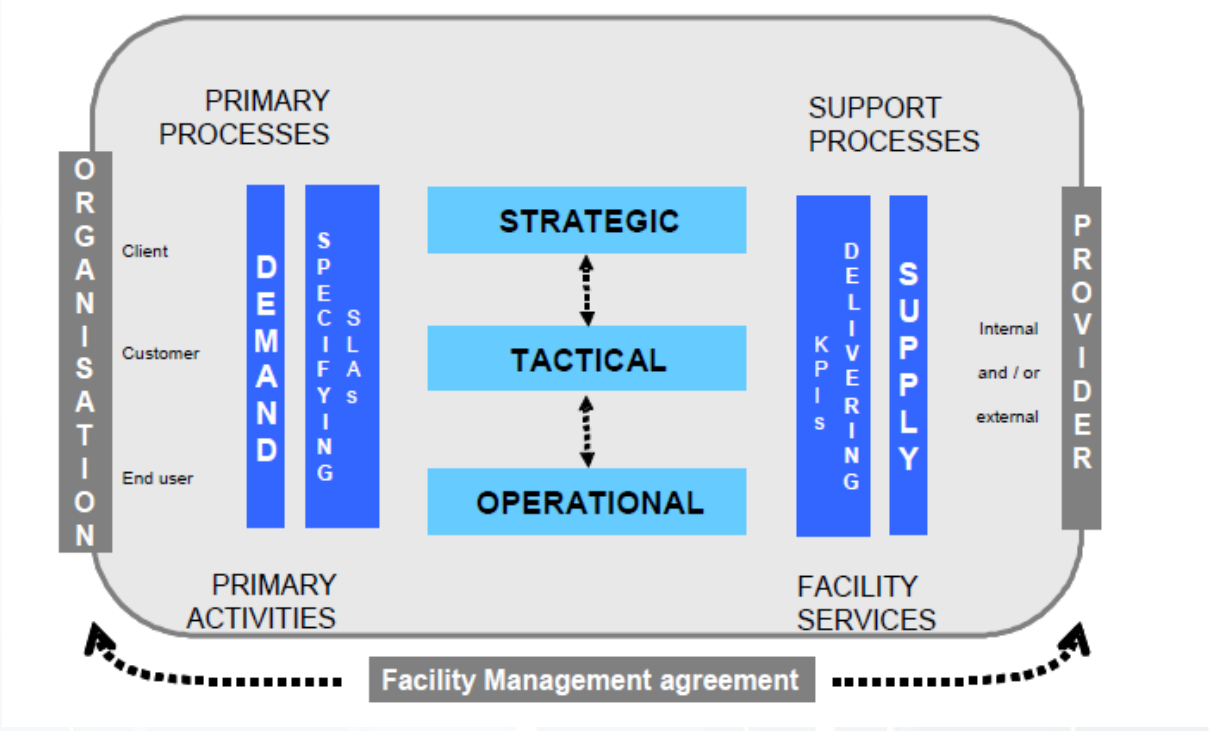 PRIMARY
PROCESSES
SUPPORT
PROCESSES
ORGANISATION
Client
Customer
End user
DEMAND
SPECIFYING
SLAs
STRATEGIC
TACTICAL
OPERATIONAL
KPIs
DELIVERING
SUPPLY
Internal
and / or
external
PROVIDER
PRIMARY
ACTIVITIES
FACILITY
SERVICES
Facility Management agreement